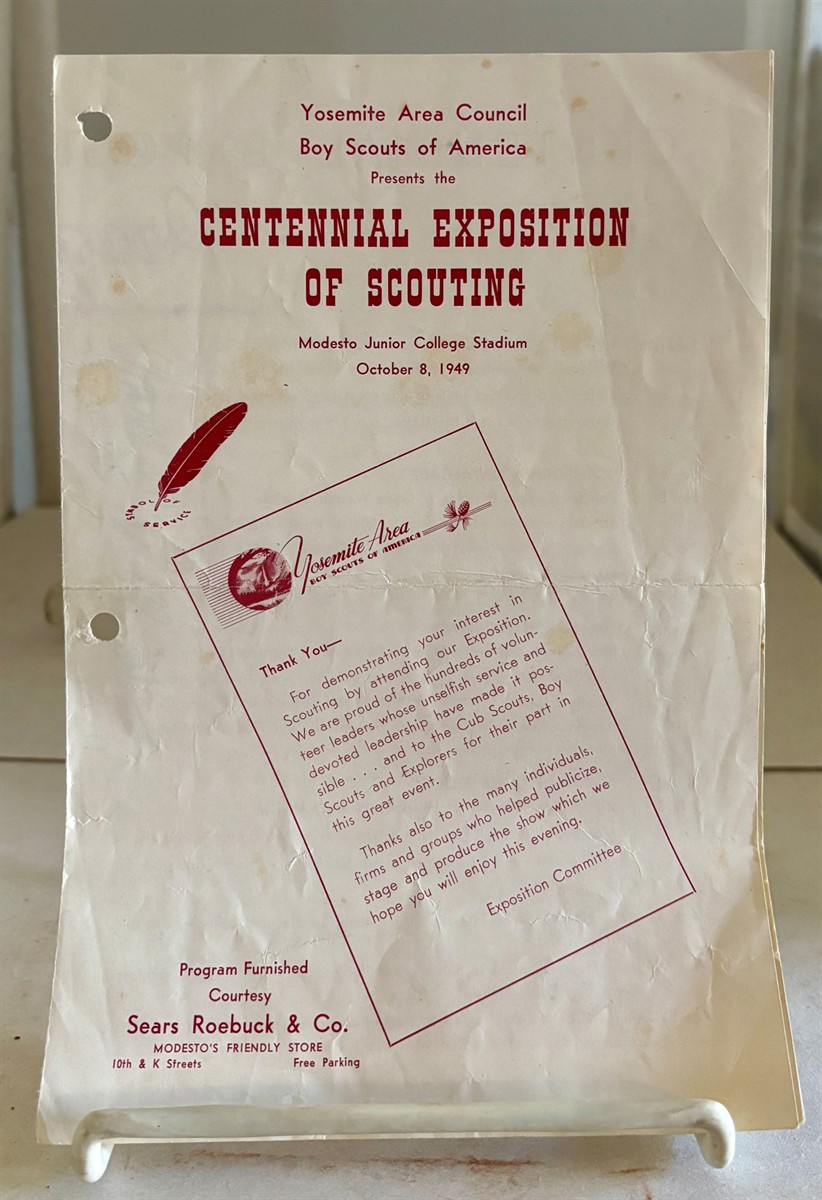 Yosemite Area Council
Boy Scouts of America
Presents the
CENTENNIAL EXPOSITION
OF SCOUTING
Modesto Junior College Stadium
October 8, 1949
SYMBOL OF
SERVICE
Yosemite Area
BOY SCOUTS OF AMERICA
Thank You—
For demonstrating your interest in
Scouting by attending our Exposition.
We are proud of the hundreds of volun-
teer leaders whose unselfish service and
devoted leadership have made it pos-
sible . . . and to the Cub Scouts, Boy
Scouts and Explorers for their part in
this great event.
Thanks also to the many individuals,
firms and groups who helped publicize,
stage and produce the show which we
hope you will enjoy this evening.
Exposition Committee
Program Furnished
Courtesy
Sears Roebuck & Co.
MODESTO'S FRIENDLY STORE
10th & K Streets Free Parking